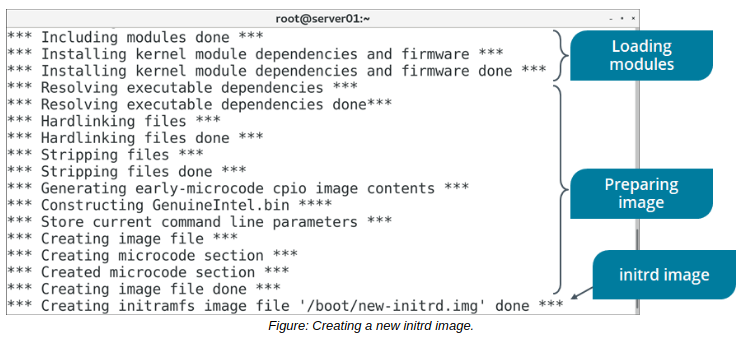 root@server01:~
*** Including modules done ***
*** Installing kernel module dependencies and firmware ***
*** Installing kernel module dependencies and firmware done ***
*** Resolving executable dependencies ***
*** Resolving executable dependencies done***
*** Hardlinking files ***
*** Hardlinking files done ***
*** Stripping files ***
*** Stripping files done ***
*** Generating early-microcode cpio image contents ***
*** Constructing GenuineIntel.bin ****
*** Store current command line parameters ***
*** Creating image file ***
*** Creating microcode section ***
*** Created microcode section ***
*** Creating image file done ***
*** Creating initramfs image file '/boot/new-initrd.img' done ***
Loading
modules
Preparing
image
initrd image
Figure: Creating a new initrd image.